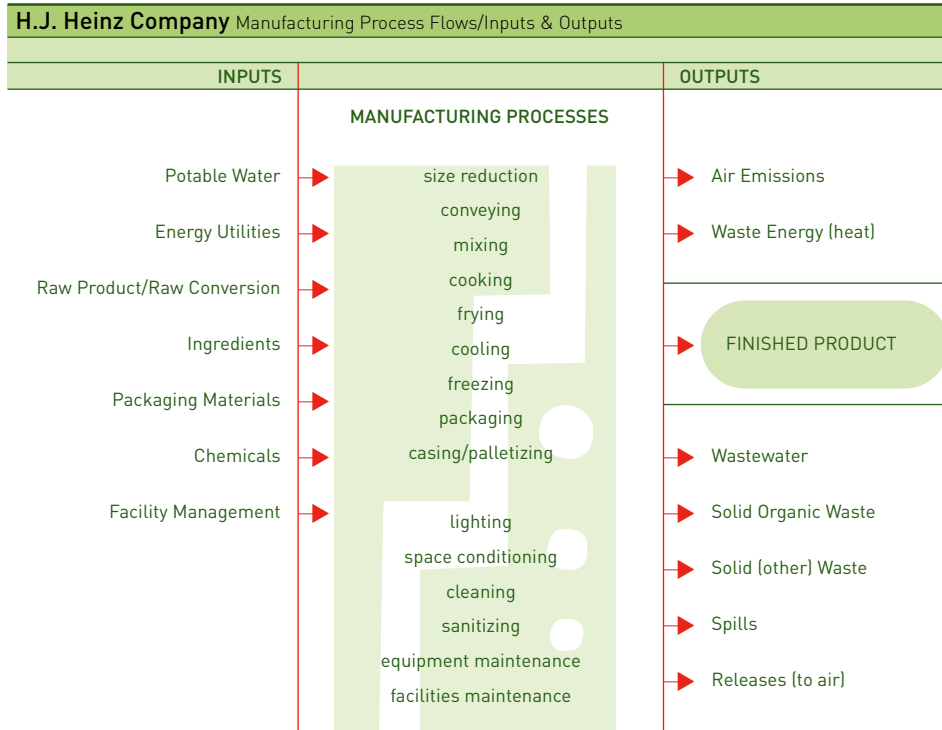 H.J. Heinz Company Manufacturing Process Flows/Inputs & Outputs
INPUTS
OUTPUTS
MANUFACTURING PROCESSES
Potable Water
Energy Utilities
Raw Product/Raw Conversion
Ingredients
Packaging Materials
Chemicals
Facility Management
size reduction
conveying
mixing
cooking
frying
cooling
freezing
packaging
casing/palletizing
lighting
space conditioning
cleaning
sanitizing
equipment maintenance
facilities maintenance
Air Emissions
Waste Energy (heat)
FINISHED PRODUCT
Wastewater
Solid Organic Waste
Solid (other) Waste
Spills
Releases (to air)